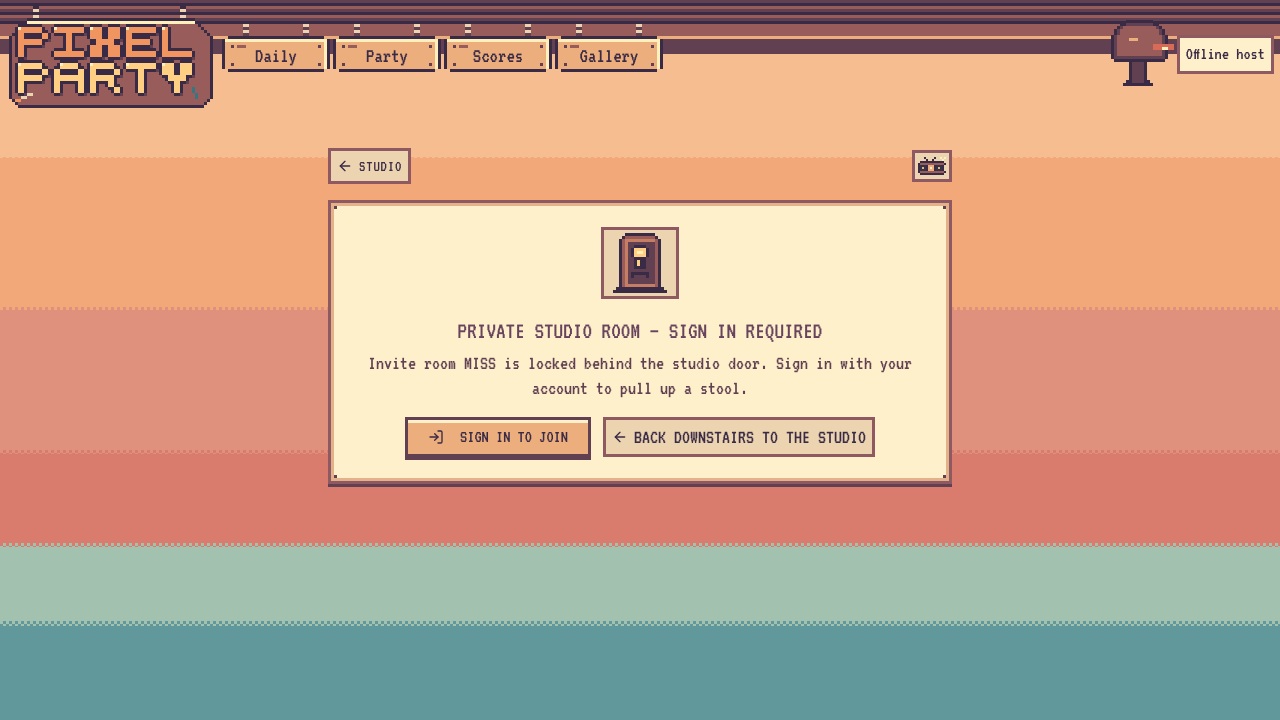 PIXEL
PARTY
Daily
Party
Scores
Gallery
Offline host
STUDIO
PRIVATE STUDIO ROOM – SIGN IN REQUIRED
Invite room MISS is locked behind the studio door. Sign in with your
account to pull up a stool.
SIGN IN TO JOIN
BACK DOWNSTAIRS TO THE STUDIO